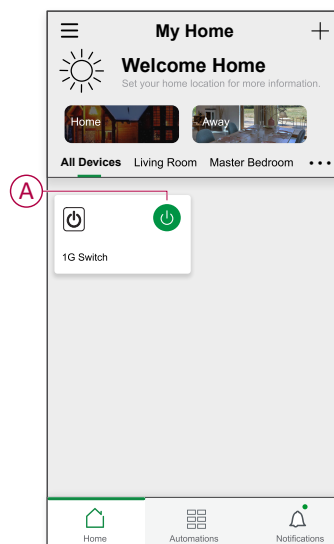 My Home
Welcome Home
Set your home location for more information.
Home Away
All Devices Living Room Master Bedroom •••
A
1G Switch
Home Automations Notifications